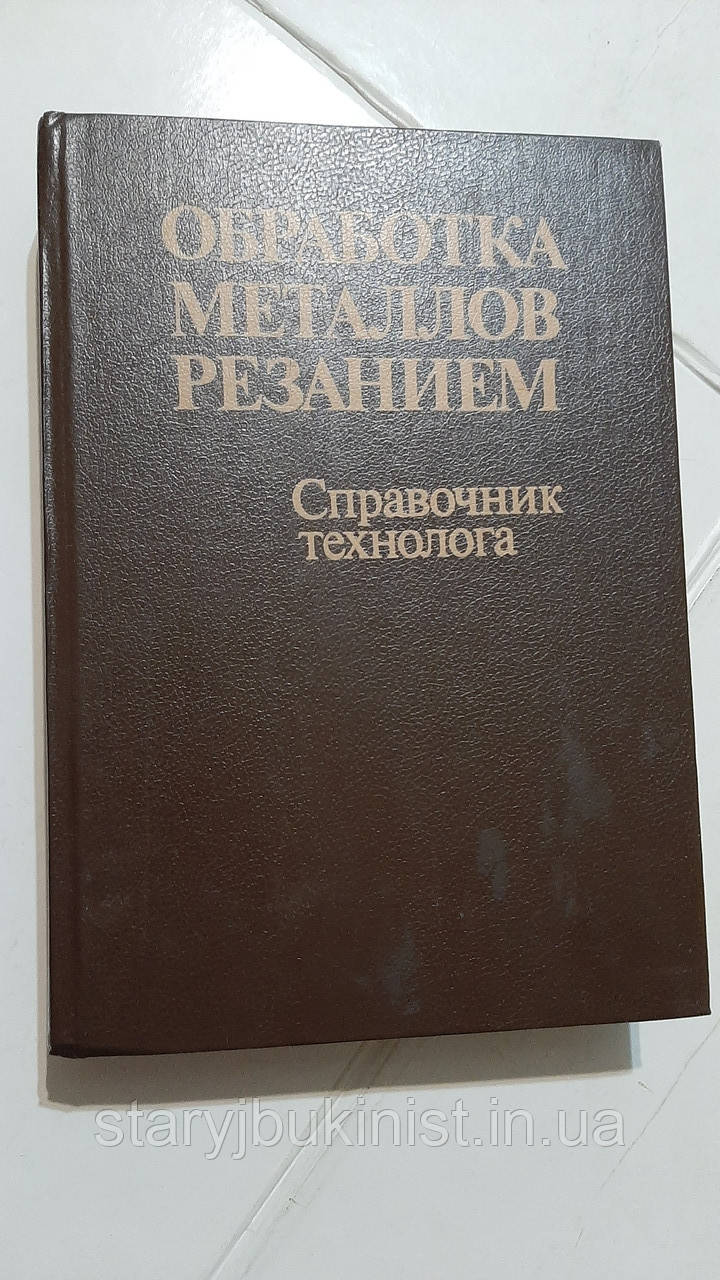 ОБРАБОТКА
МЕТАЛЛОВ
РЕЗАНИЕМ
Справочник
технолога
staryjbukinist.in.ua